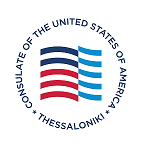 CONSULATE OF THE UNITED STATES OF AMERICA
* THESSALONIKI *